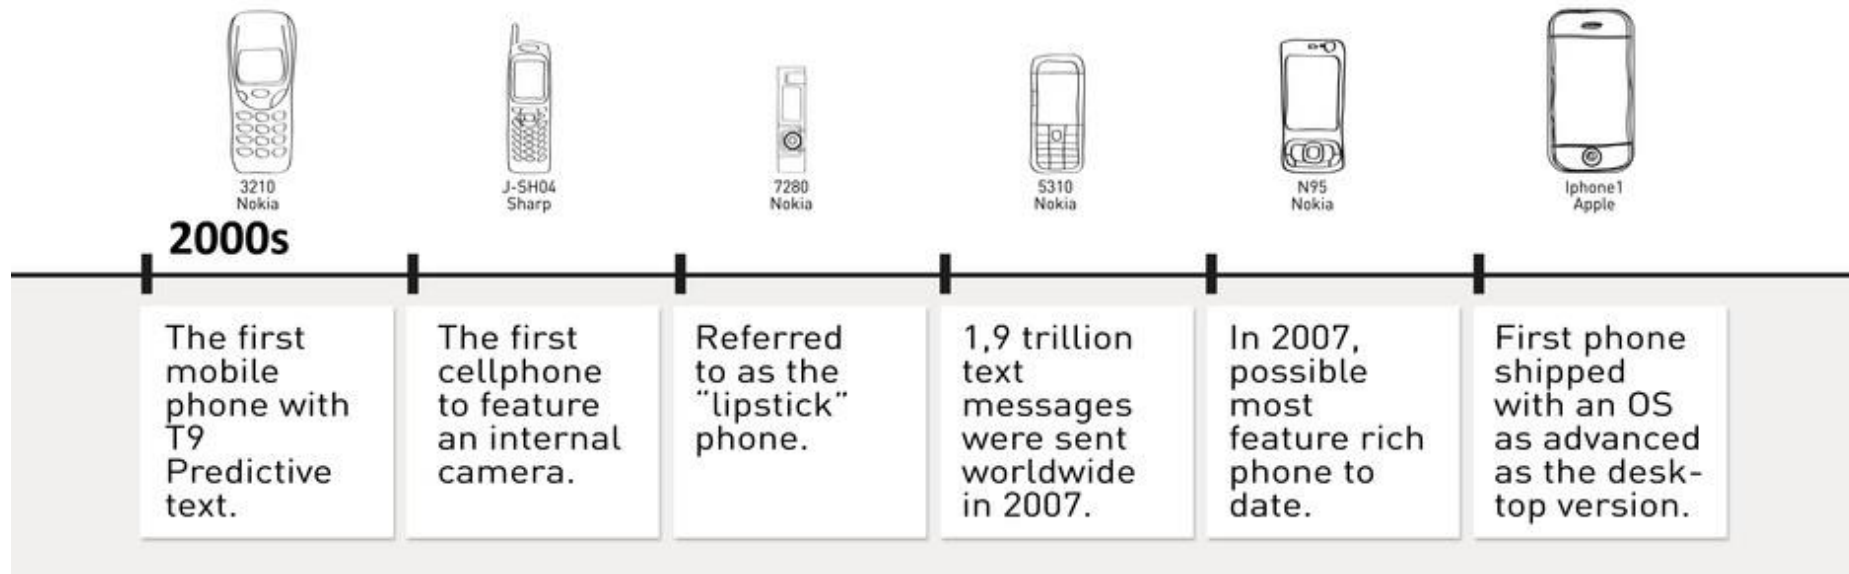 3210
Nokia
J-SH04
Sharp
7280
Nokia
5310
Nokia
N95
Nokia
Iphone1
Apple
2000s
The first
mobile
phone with
T9
Predictive
text.
The first
cellphone
to feature
an internal
camera.
Referred
to as the
“lipstick”
phone.
1,9 trillion
text
messages
were sent
worldwide
in 2007.
In 2007,
possible
most
feature rich
phone to
date.
First phone
shipped
with an OS
as advanced
as the desk-
top version.